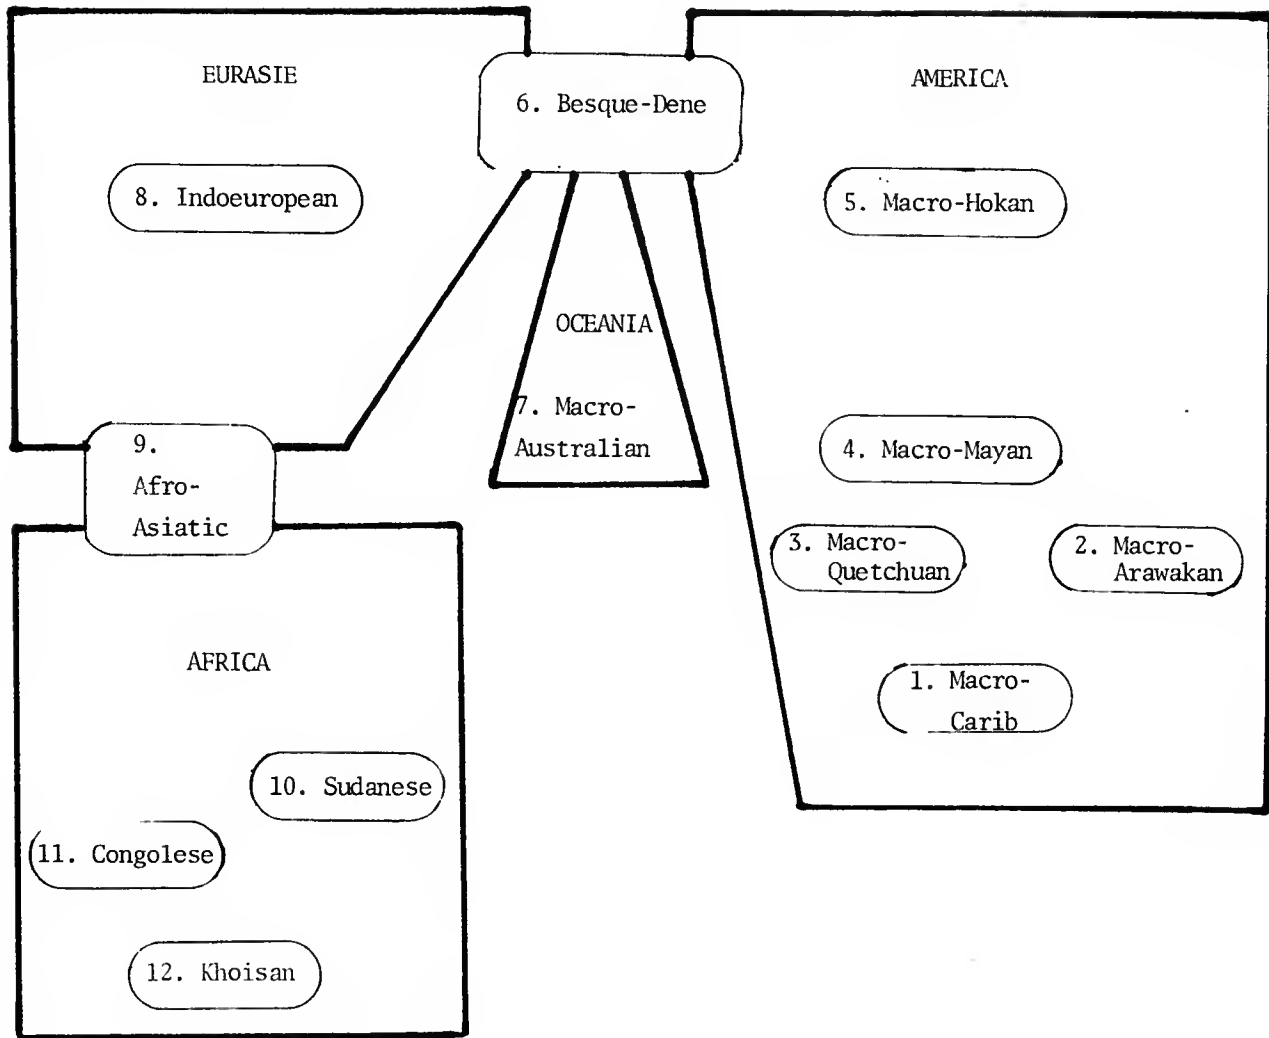 EURASIE
6. Besque-Dene
AMERICA
8. Indoeuropean
5. Macro-Hokan
OCEANIA
7. Macro-
Australian
9.
Afro-
Asiatic
4. Macro-Mayan
3. Macro-
Quetchuan
2. Macro-
Arawakan
AFRICA
1. Macro-
Carib
10. Sudanese
11. Congolese
12. Khoisan